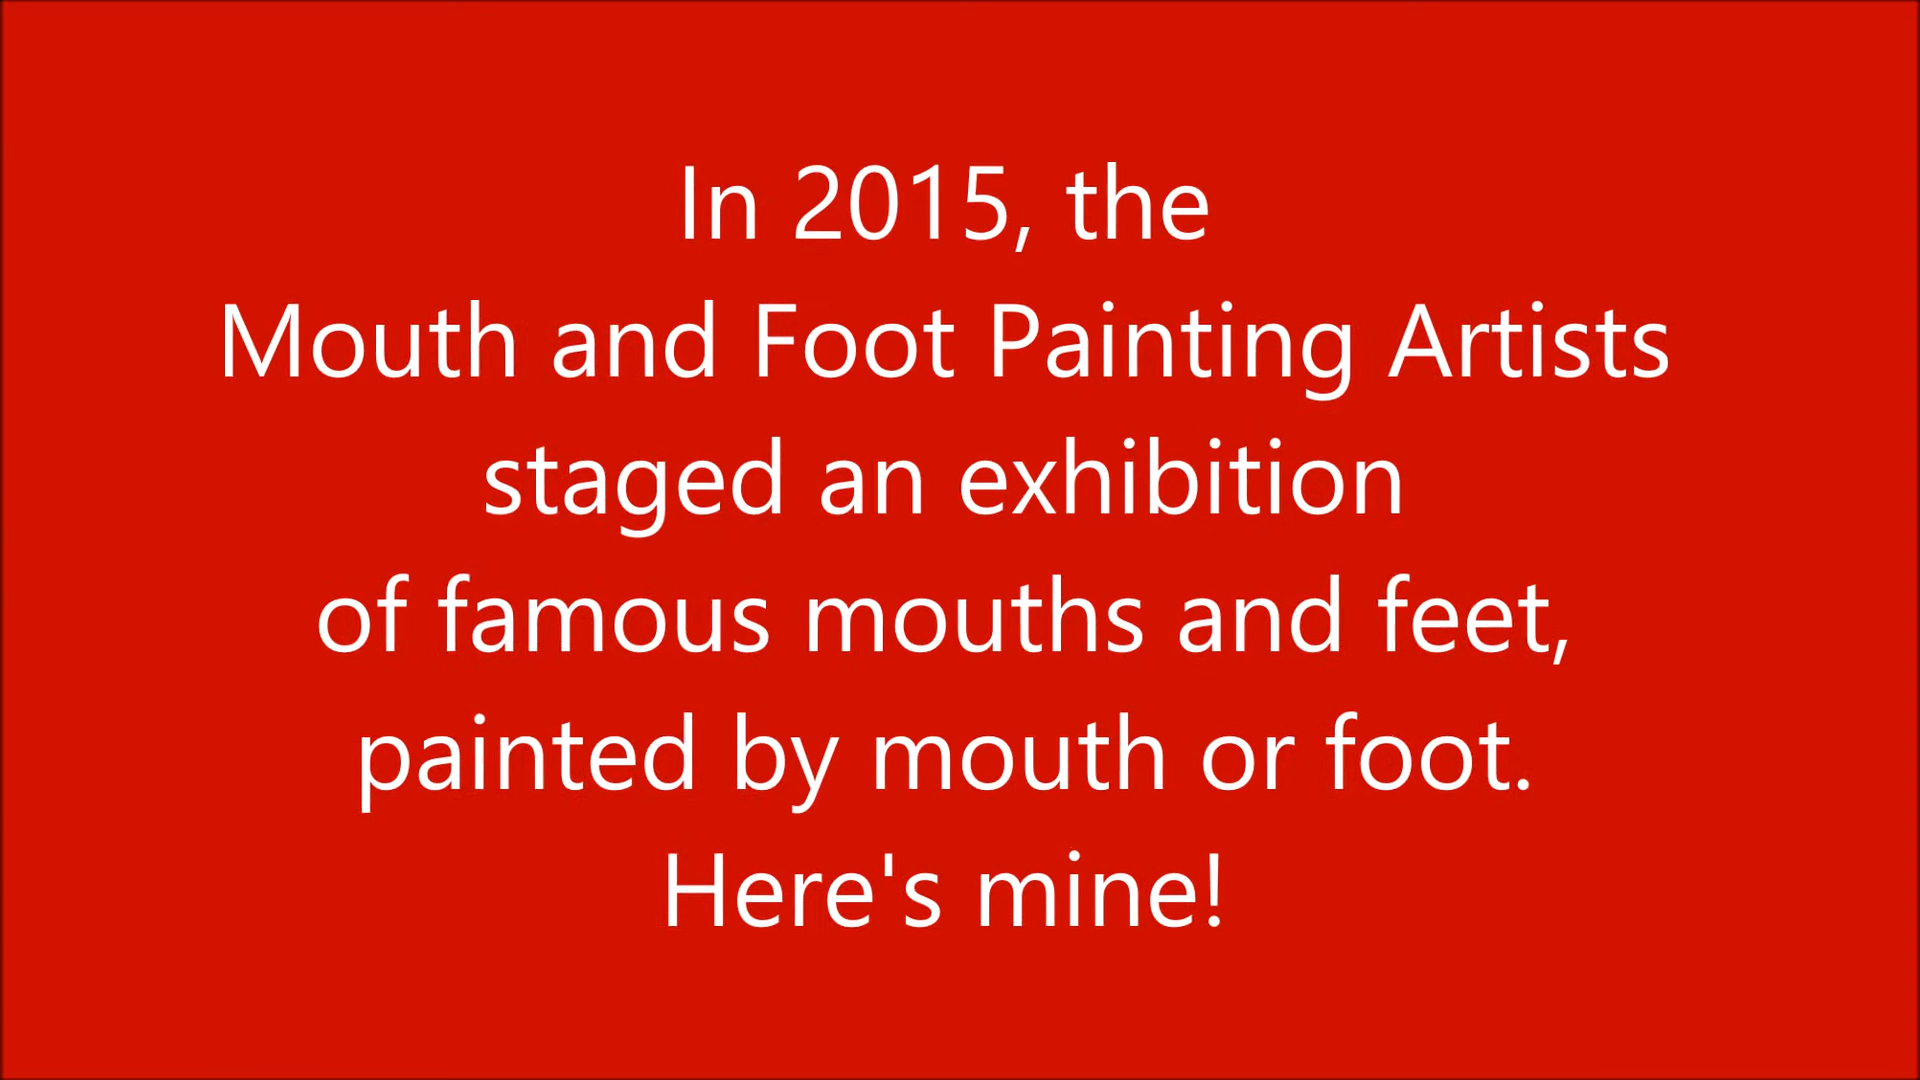 In 2015, the
Mouth and Foot Painting Artists
staged an exhibition
of famous mouths and feet,
painted by mouth or foot.
Here's mine!